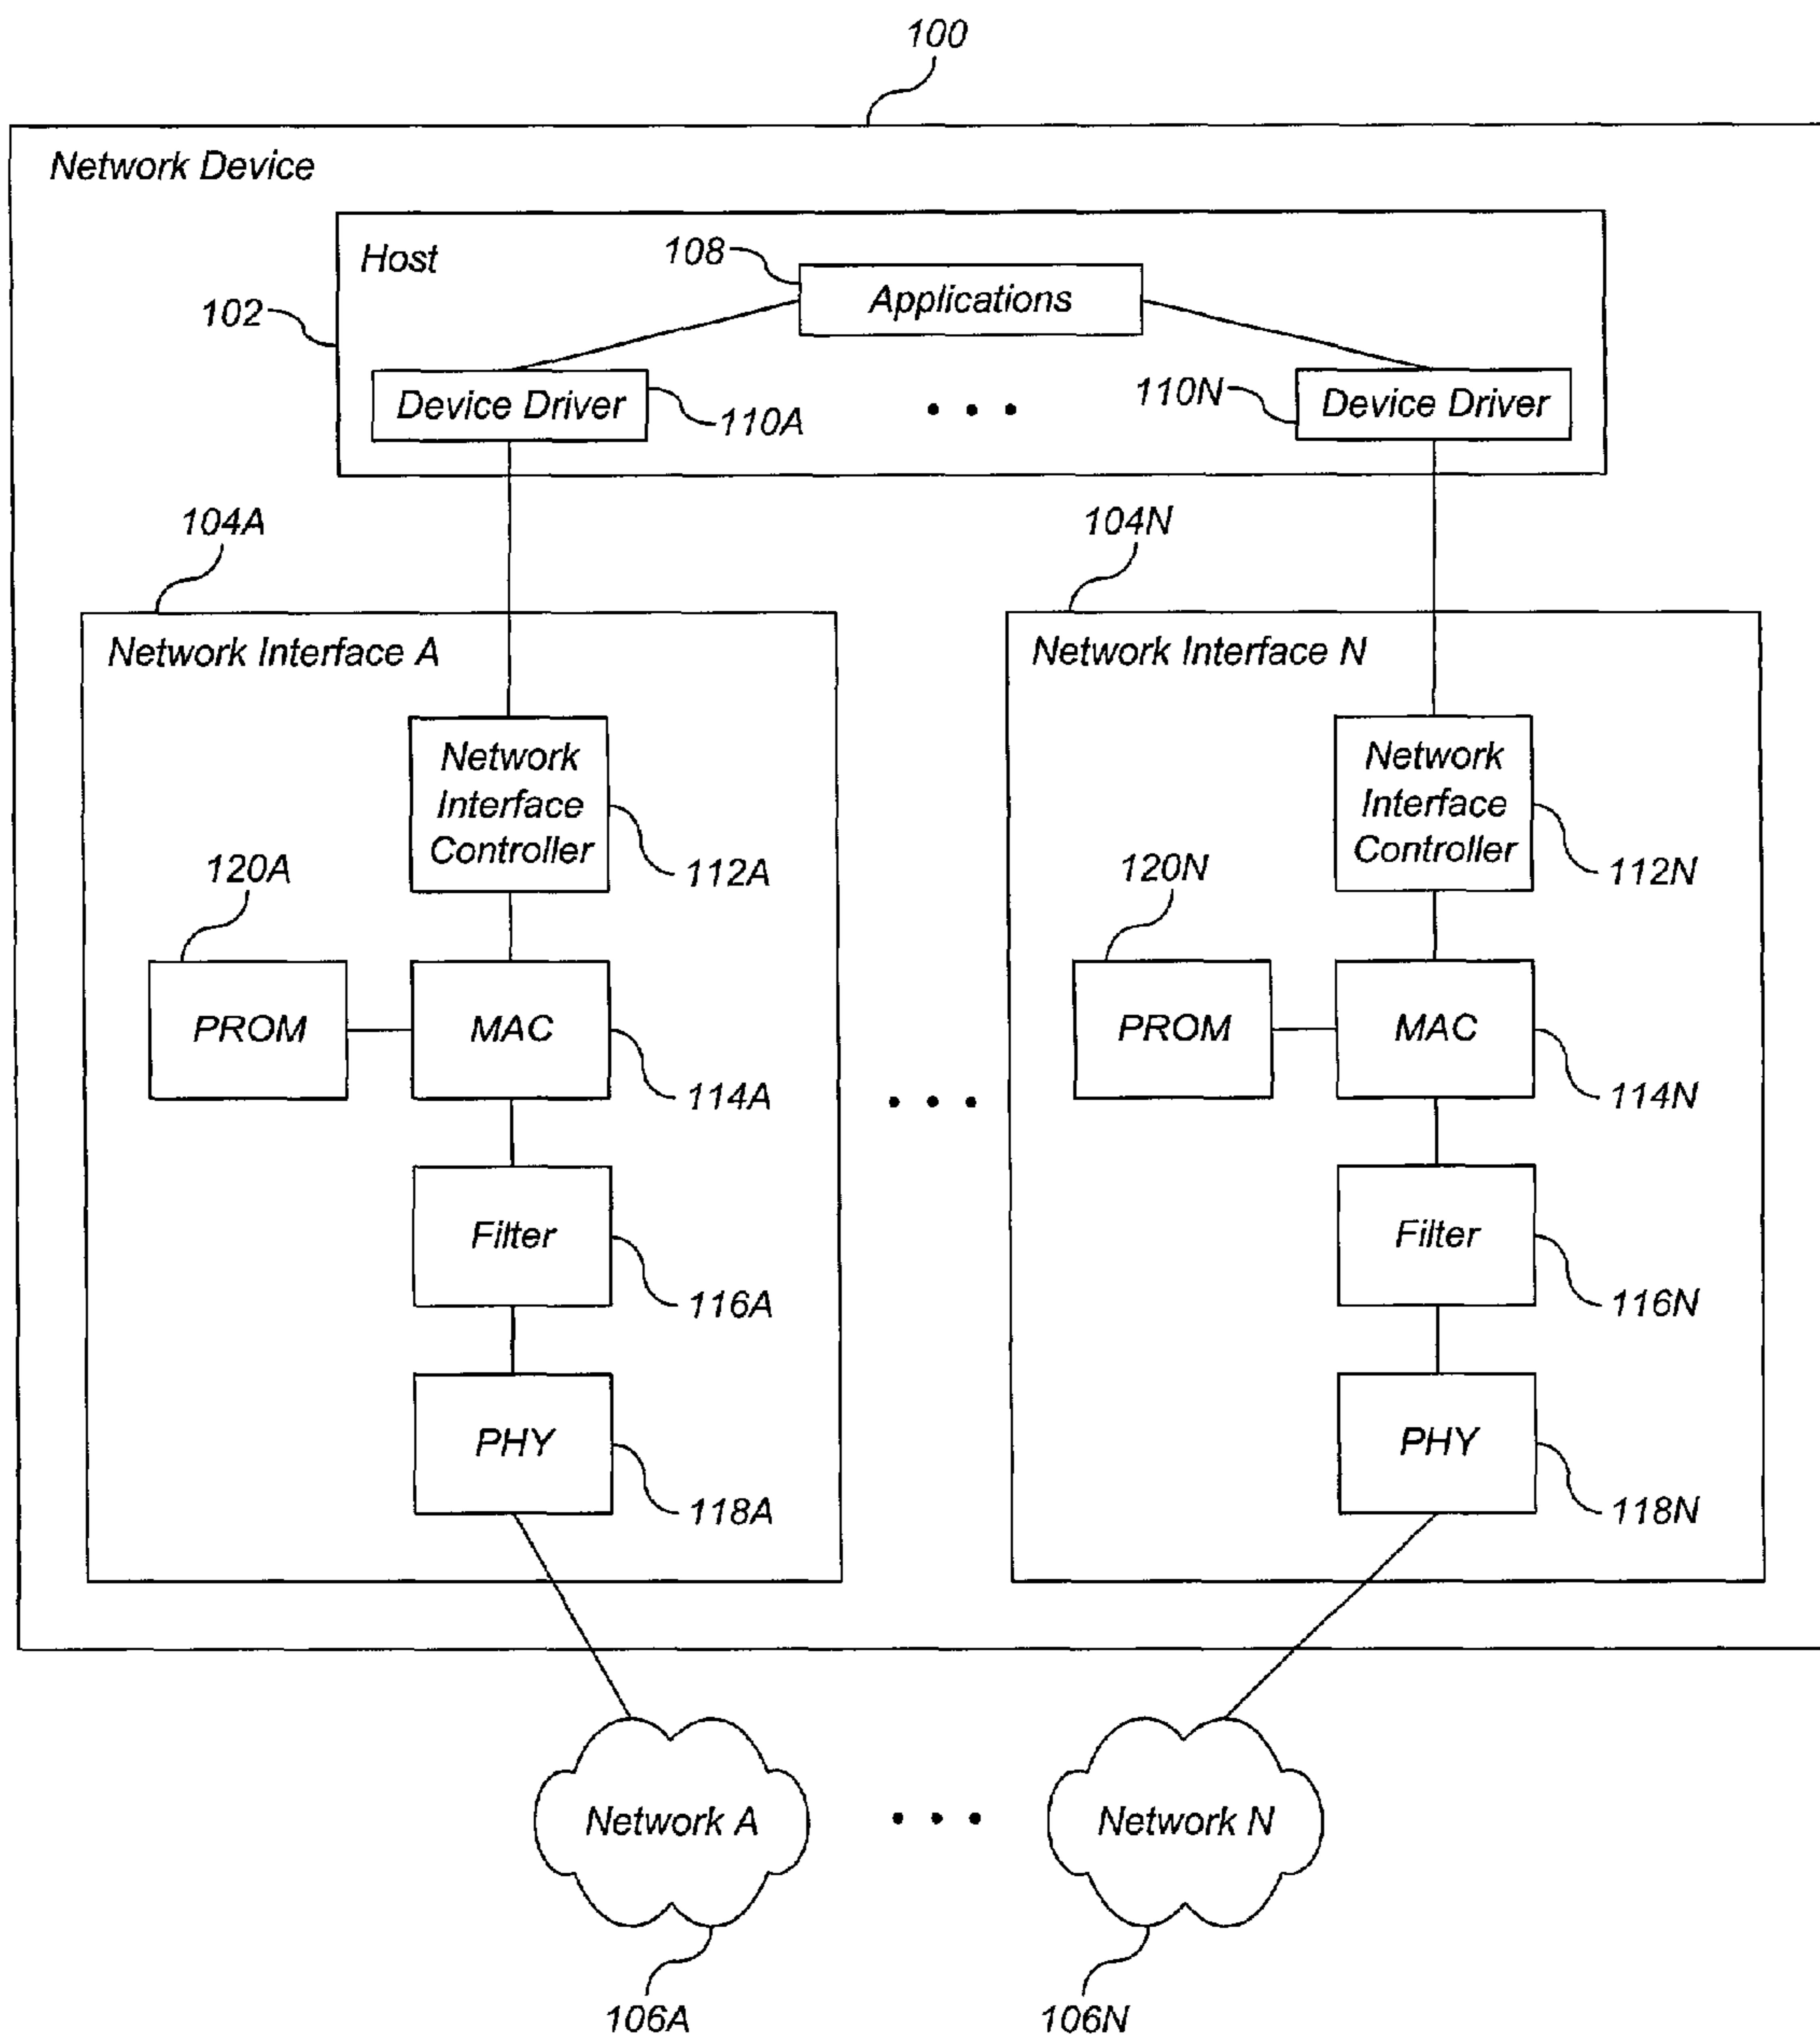 100
Network Device
Host
108
Applications
102
Device Driver
110A
110N
Device Driver
104A
104N
Network Interface A
Network Interface N
Network
Interface
Controller
112A
Network
Interface
Controller
112N
120A
120N
PROM
MAC
114A
PROM
MAC
114N
Filter
116A
Filter
116N
PHY
118A
PHY
118N
Network A
Network N
106A
106N